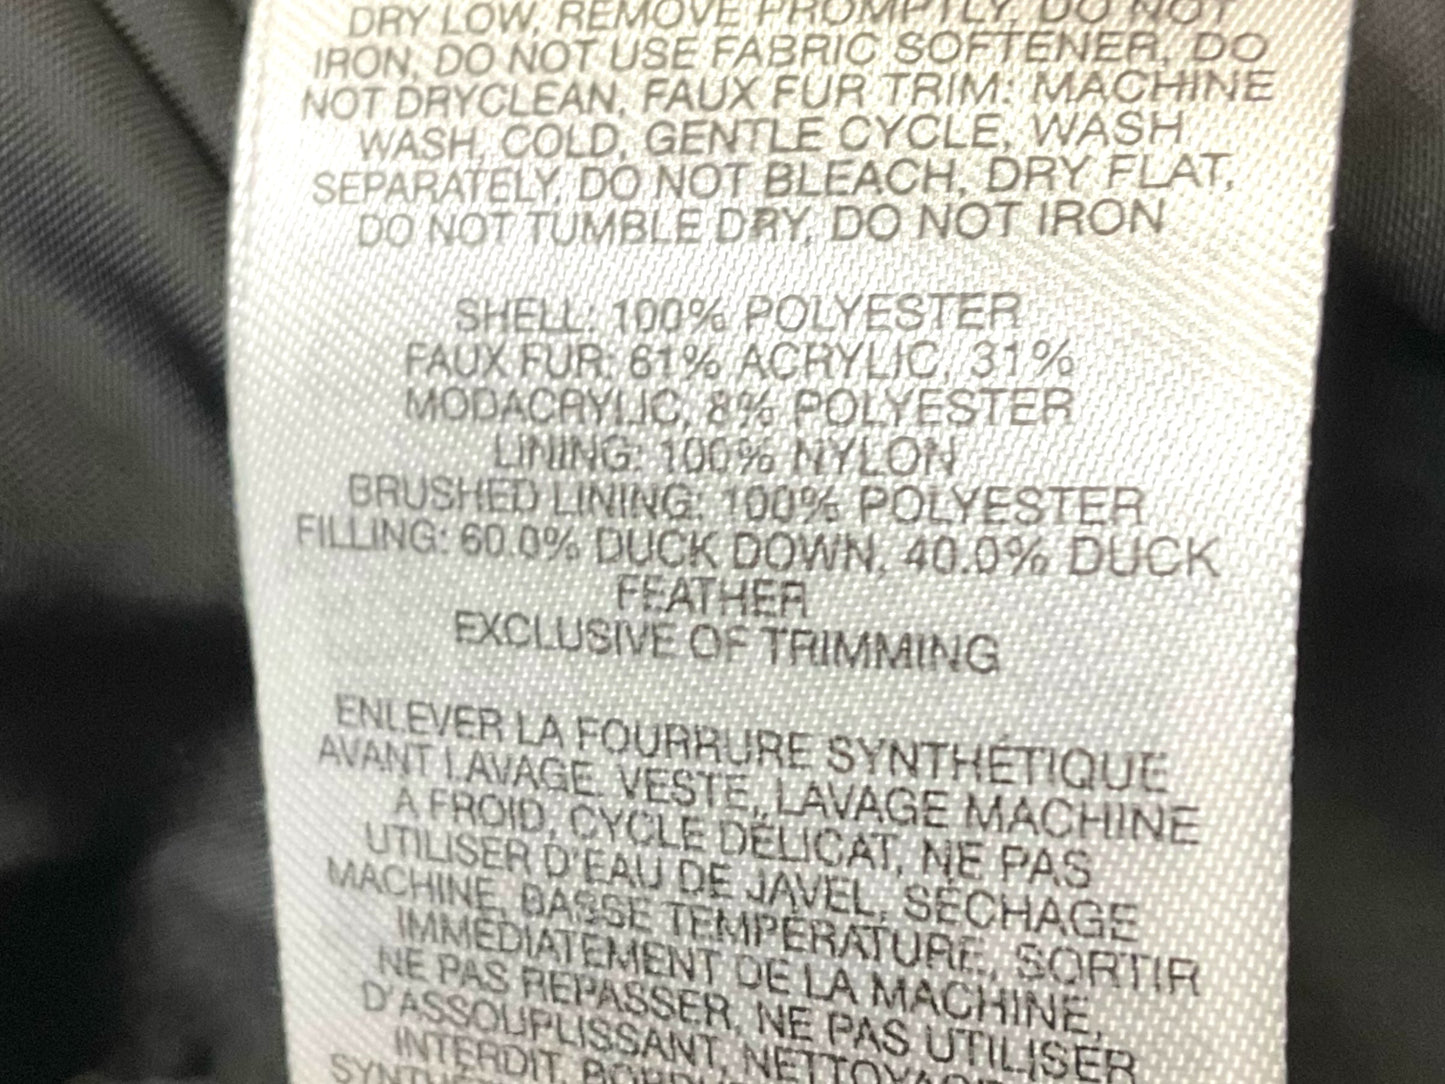 DRY LOW, REMOVE PROMPTLY, DO NOT
IRON, DO NOT USE FABRIC SOFTENER, DO
NOT DRYCLEAN, FAUX FUR TRIM: MACHINE
WASH, COLD, GENTLE CYCLE, WASH
SEPARATELY, DO NOT BLEACH, DRY FLAT,
DO NOT TUMBLE DRY, DO NOT IRON
SHELL: 100% POLYESTER
FAUX FUR: 61% ACRYLIC, 31%
MODACRYLIC, 8% POLYESTER
LINING: 100% NYLON
BRUSHED LINING: 100% POLYESTER
FILLING: 60.0% DUCK DOWN, 40.0% DUCK
FEATHER
EXCLUSIVE OF TRIMMING
ENLEVER LA FOURRURE SYNTHÉTIQUE
AVANT LAVAGE, VESTE, LAVAGE MACHINE
À FROID, CYCLE DÉLICAT, NE PAS
UTILISER D'EAU DE JAVEL, SÉCHAGE
MACHINE, BASSE TEMPÉRATURE, SORTIR
IMMÉDIATEMENT DE LA MACHINE,
NE PAS REPASSER, NE PAS UTILISER
D'ASSOUPLISSANT, NETTOYAGE
INTERDIT,